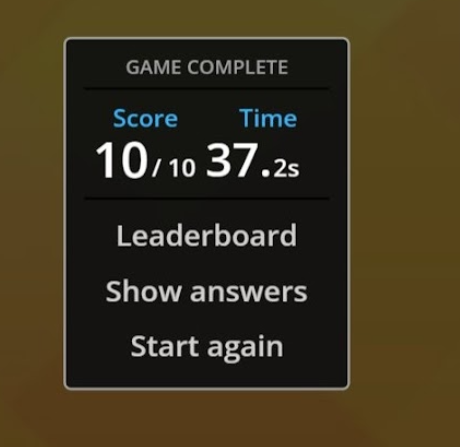 GAME COMPLETE
Score Time
10/ 10 37.2s
Leaderboard
Show answers
Start again